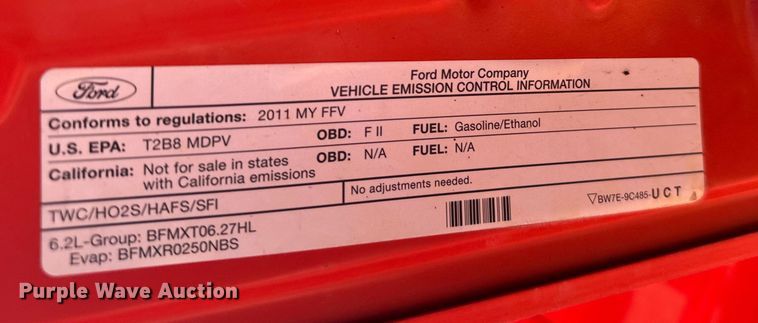 Ford
Ford Motor Company
VEHICLE EMISSION CONTROL INFORMATION
Conforms to regulations: 2011 MY FFV
U.S. EPA: T2B8 MDPV OBD: F II FUEL: Gasoline/Ethanol
California: Not for sale in states with California emissions OBD: N/A FUEL: N/A
TWC/HO2S/HAFS/SFI
No adjustments needed.
6.2L-Group: BFMXT06.27HL
Evap: BFMXR0250NBS
▽BW7E-9C485-UCT
Purple Wave Auction